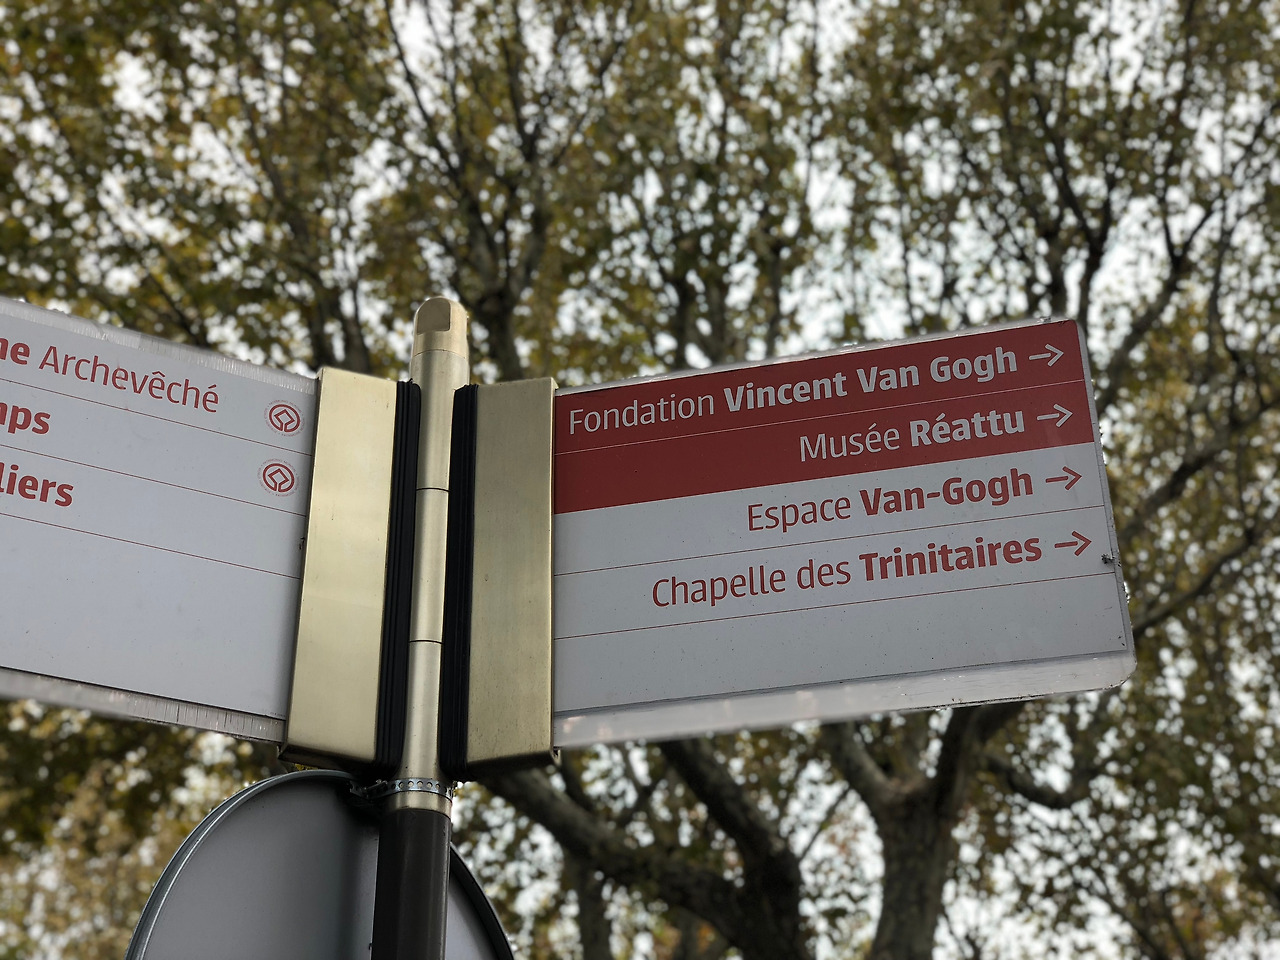 Archevêché
Fondation Vincent Van Gogh →
Musée Réattu →
Espace Van-Gogh →
Chapelle des Trinitaires →